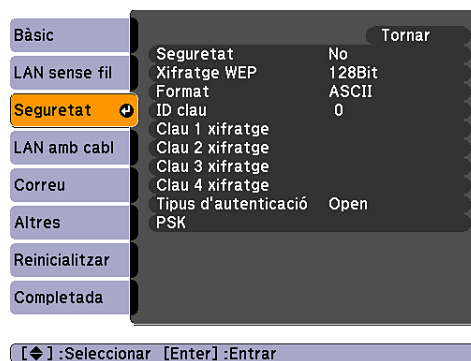 Bàsic
LAN sense fil
Seguretat
LAN amb cabl
Correu
Altres
Reinicialitzar
Completada
Tornar
Seguretat No
Xifratge WEP 128Bit
Format ASCII
ID clau 0
Clau 1 xifratge
Clau 2 xifratge
Clau 3 xifratge
Clau 4 xifratge
Tipus d'autenticació Open
PSK
[◆] :Seleccionar [Enter] :Entrar